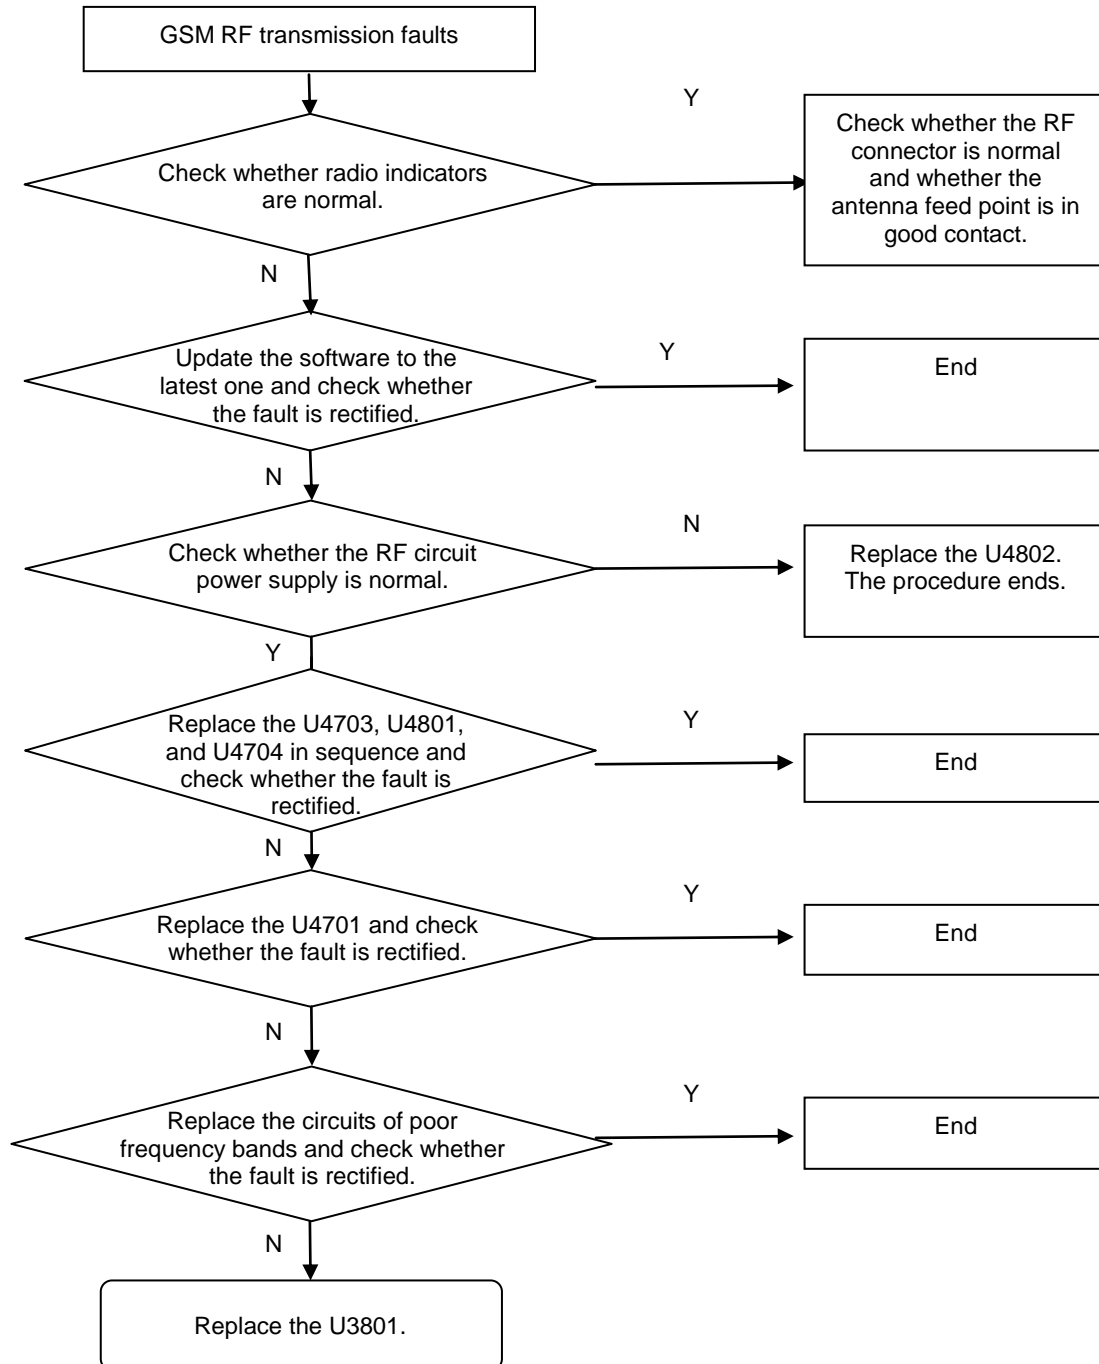 GSM RF transmission faults
Y
Check whether radio indicators
are normal.
Check whether the RF
connector is normal
and whether the
antenna feed point is in
good contact.
N
Update the software to the
latest one and check whether
the fault is rectified.
Y
End
N
Check whether the RF circuit
power supply is normal.
N
Replace the U4802.
The procedure ends.
Y
Replace the U4703, U4801,
and U4704 in sequence and
check whether the fault is
rectified.
Y
End
N
Replace the U4701 and check
whether the fault is rectified.
Y
End
N
Replace the circuits of poor
frequency bands and check whether
the fault is rectified.
Y
End
N
Replace the U3801.